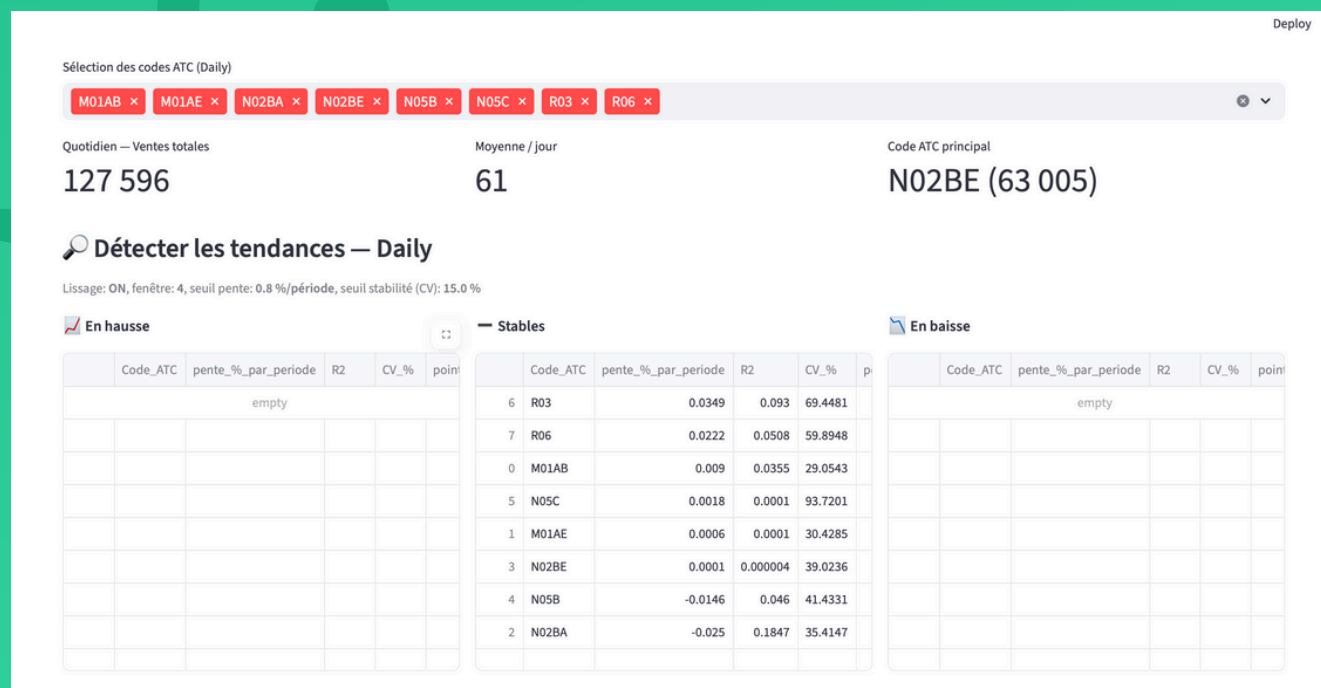 Deploy
Sélection des codes ATC (Daily)
M01AB × M01AE × N02BA × N02BE × N05B × N05C × R03 × R06 ×
Quotidien — Ventes totales Moyenne / jour Code ATC principal
127 596 61 N02BE (63 005)
Détecter les tendances — Daily
Lissage: ON, fenêtre: 4, seuil pente: 0.8 %/période, seuil stabilité (CV): 15.0 %
En hausse
Code_ATC pente_%_par_periode R2 CV_% point
empty
Stables
Code_ATC pente_%_par_periode R2 CV_% p
6 R03 0.0349 0.093 69.4481
7 R06 0.0222 0.0508 59.8948
0 M01AB 0.009 0.0355 29.0543
5 N05C 0.0018 0.0001 93.7201
1 M01AE 0.0006 0.0001 30.4285
3 N02BE 0.0001 0.000004 39.0236
4 N05B -0.0146 0.046 41.4331
2 N02BA -0.025 0.1847 35.4147
En baisse
Code_ATC pente_%_par_periode R2 CV_% point
empty